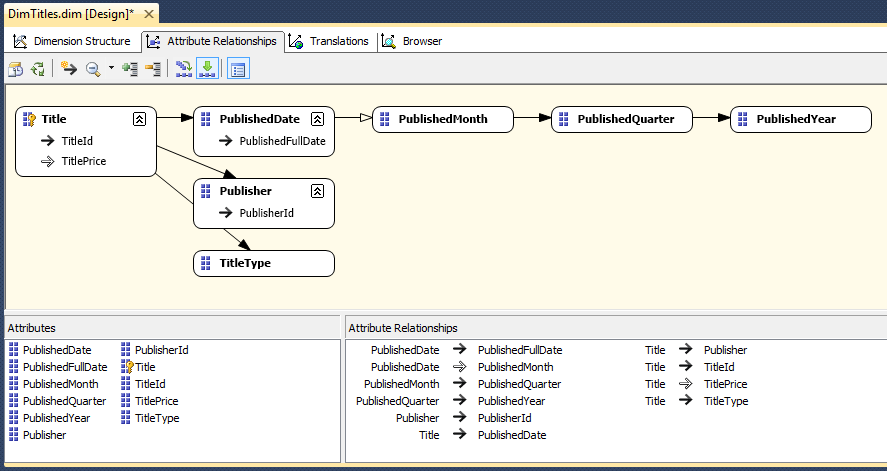 DimTitles.dim [Design]*
Dimension Structure Attribute Relationships Translations Browser
Title PublishedDate PublishedMonth PublishedQuarter PublishedYear
TitleId PublishedFullDate
TitlePrice
Publisher
PublisherId
TitleType
Attributes
PublishedDate PublisherId
PublishedFullDate Title
PublishedMonth TitleId
PublishedQuarter TitlePrice
PublishedYear TitleType
Publisher
Attribute Relationships
PublishedDate → PublishedFullDate Title → Publisher
PublishedDate ⇒ PublishedMonth Title → TitleId
PublishedMonth → PublishedQuarter Title ⇒ TitlePrice
PublishedQuarter → PublishedYear Title → TitleType
Publisher → PublisherId
Title → PublishedDate